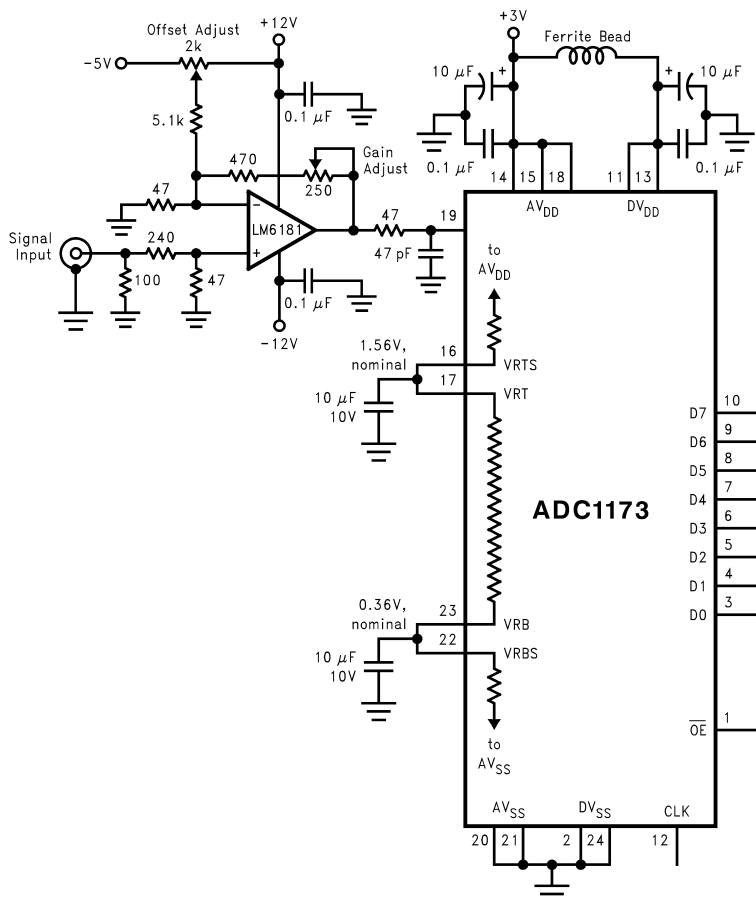 Offset Adjust
2k
-5V
+12V
5.1k
0.1 µF
470
250
Gain
Adjust
47
LM6181
-
+
Signal
Input
240
100
47
0.1 µF
-12V
47
47 pF
19
+3V
Ferrite Bead
10 µF
+
+
10 µF
0.1 µF
0.1 µF
14
15
18
11
13
AVDD
DVDD
to
AVDD
1.56V,
nominal
16
VRTS
17
VRT
10 µF
10V
ADC1173
D7
10
D6
9
D5
8
D4
7
D3
6
D2
5
D1
4
D0
3
0.36V,
nominal
23
VRB
22
VRBS
10 µF
10V
to
AVSS
OE
1
AVSS
DVSS
CLK
20
21
2
24
12